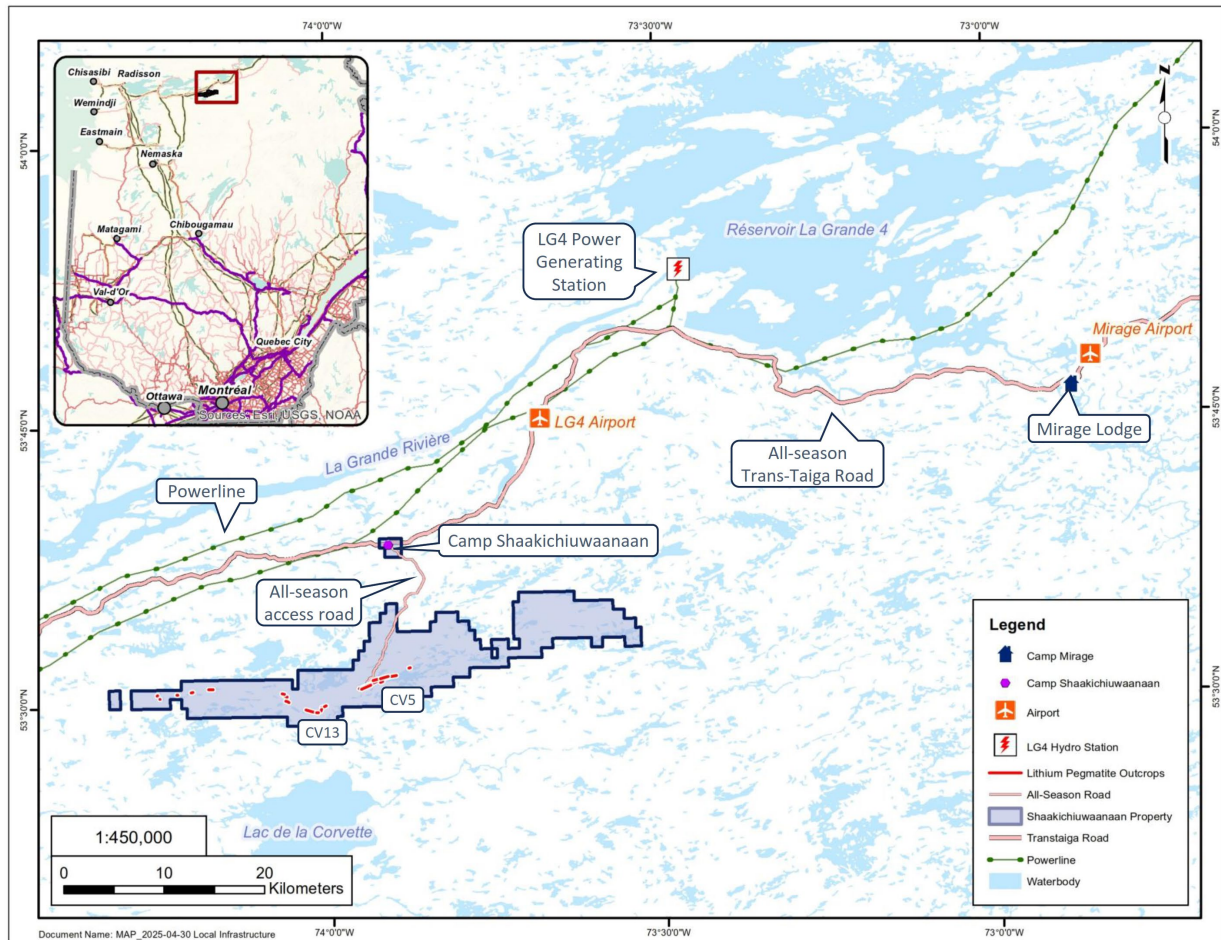 74°0'0"W
73°30'0"W
73°0'0"W
54°0'0"N
53°45'0"N
53°30'0"N
54°0'0"N
53°45'0"N
53°30'0"N
Z
Chisasibi
Radisson
Wemindji
Eastmain
Nemaska
Matagami
Chibougamau
Val-d'Or
Quebec City
Montréal
Ottawa
Sources: Esri, USGS, NOAA
LG4 Power
Generating
Station
Réservoir La Grande 4
Mirage Airport
LG4 Airport
Mirage Lodge
All-season
Trans-Taiga Road
La Grande Rivière
Powerline
Camp Shaakichiuwaanaan
All-season
access road
CV5
CV13
Lac de la Corvette
Legend
Camp Mirage
Camp Shaakichiuwaanaan
Airport
LG4 Hydro Station
Lithium Pegmatite Outcrops
All-Season Road
Shaakichiuwaanaan Property
Transtaiga Road
Powerline
Waterbody
1:450,000
0 10 20
Kilometers
74°0'0"W
73°30'0"W
73°0'0"W
Document Name: MAP_2025-04-30 Local Infrastructure